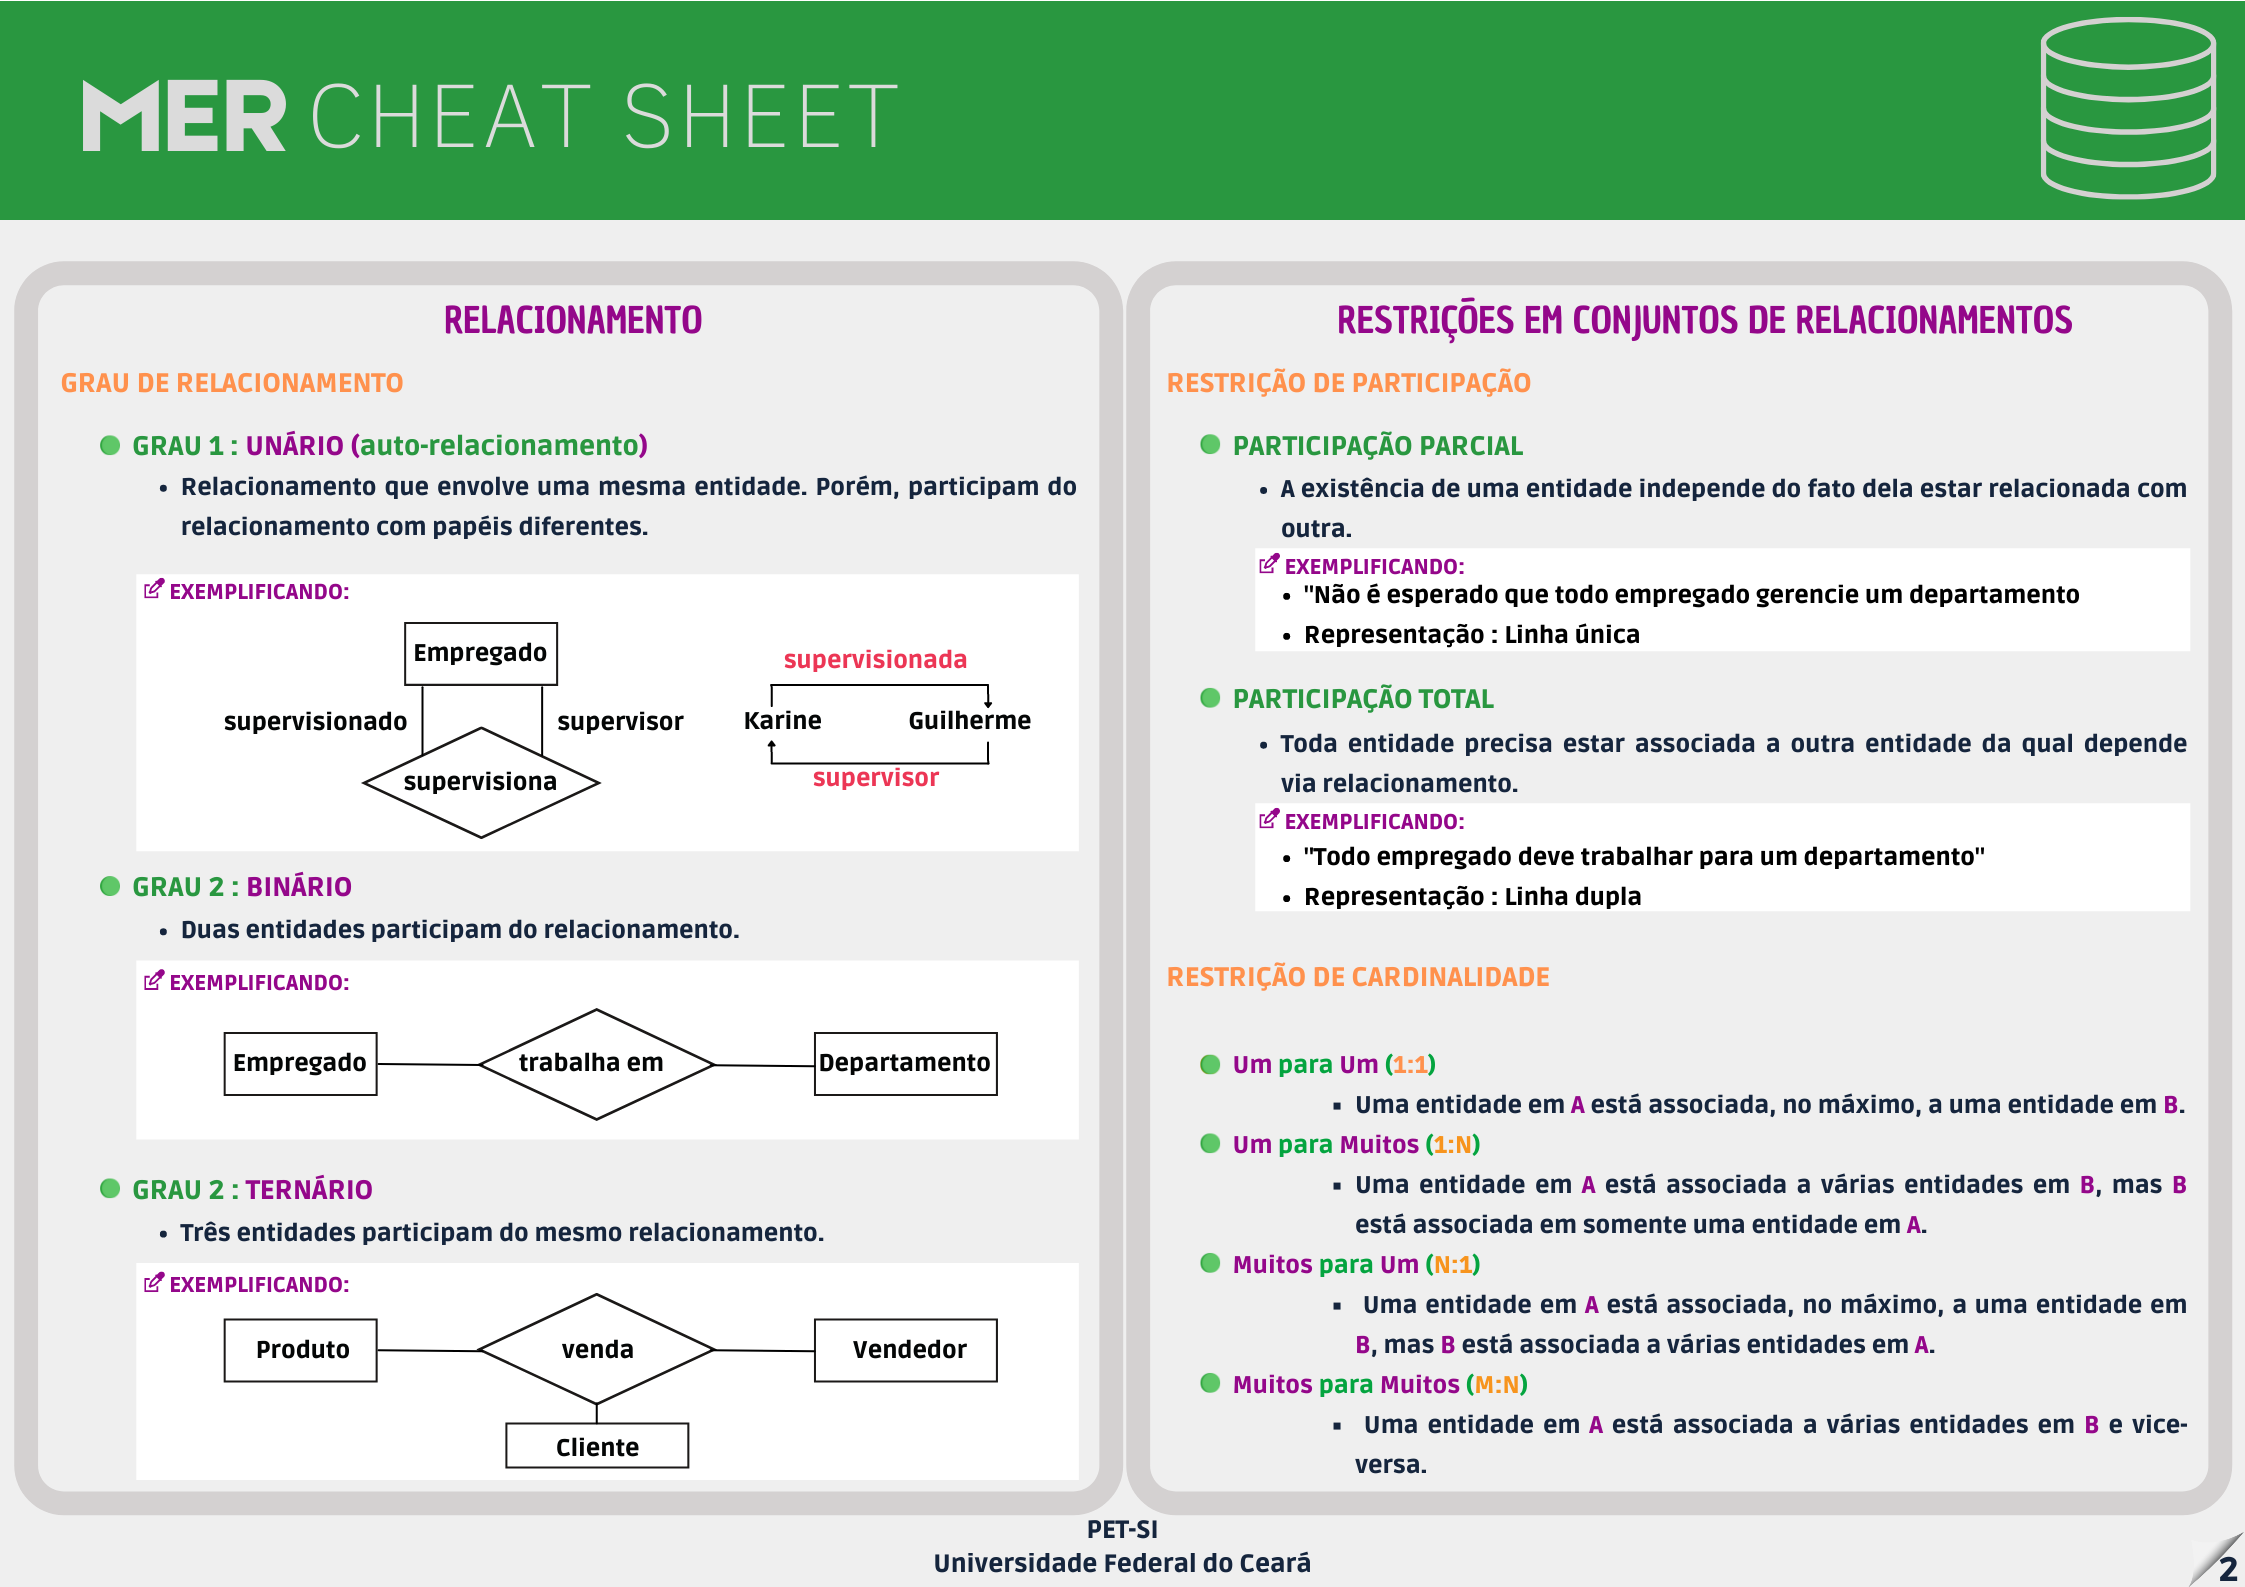 MER CHEAT SHEET
RELACIONAMENTO
GRAU DE RELACIONAMENTO
GRAU 1 : UNÁRIO (auto-relacionamento)
• Relacionamento que envolve uma mesma entidade. Porém, participam do
relacionamento com papéis diferentes.
EXEMPLIFICANDO:
Empregado
supervisionado
supervisor
supervisiona
supervisionada
Karine
Guilherme
supervisor
GRAU 2 : BINÁRIO
• Duas entidades participam do relacionamento.
EXEMPLIFICANDO:
Empregado
trabalha em
Departamento
GRAU 2 : TERNÁRIO
• Três entidades participam do mesmo relacionamento.
EXEMPLIFICANDO:
Produto
venda
Vendedor
Cliente
RESTRIÇÕES EM CONJUNTOS DE RELACIONAMENTOS
RESTRIÇÃO DE PARTICIPAÇÃO
PARTICIPAÇÃO PARCIAL
• A existência de uma entidade independe do fato dela estar relacionada com
outra.
EXEMPLIFICANDO:
• "Não é esperado que todo empregado gerencie um departamento
• Representação : Linha única
PARTICIPAÇÃO TOTAL
• Toda entidade precisa estar associada a outra entidade da qual depende
via relacionamento.
EXEMPLIFICANDO:
• "Todo empregado deve trabalhar para um departamento"
• Representação : Linha dupla
RESTRIÇÃO DE CARDINALIDADE
Um para Um (1:1)
▪ Uma entidade em A está associada, no máximo, a uma entidade em B.
Um para Muitos (1:N)
▪ Uma entidade em A está associada a várias entidades em B, mas B
está associada em somente uma entidade em A.
Muitos para Um (N:1)
▪ Uma entidade em A está associada, no máximo, a uma entidade em
B, mas B está associada a várias entidades em A.
Muitos para Muitos (M:N)
▪ Uma entidade em A está associada a várias entidades em B e vice-
versa.
PET-SI
Universidade Federal do Ceará
2